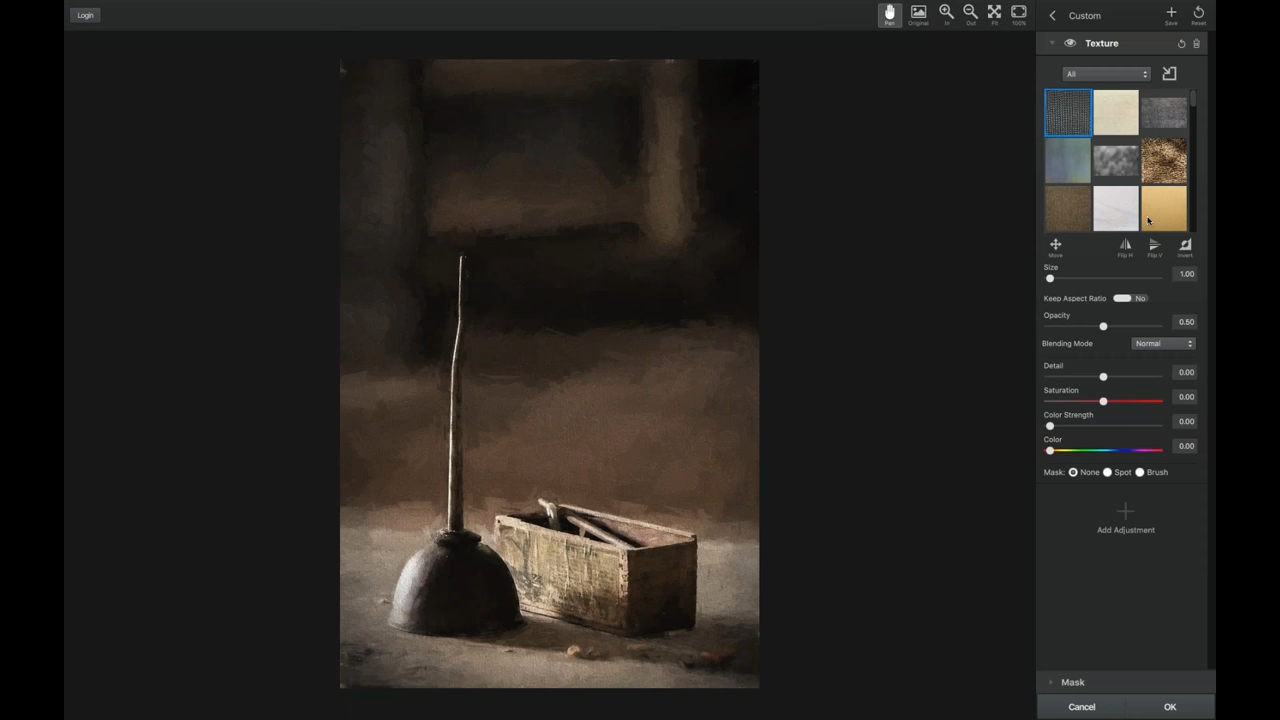 Login
Pan
Original
In
Out
Fit
100%
Custom
Save
Reset
Texture
All
Move
Flip H
Flip V
Invert
Size
1.00
Keep Aspect Ratio
No
Opacity
0.50
Blending Mode
Normal
Detail
0.00
Saturation
0.00
Color Strength
0.00
Color
0.00
Mask: None Spot Brush
Add Adjustment
Mask
Cancel
OK